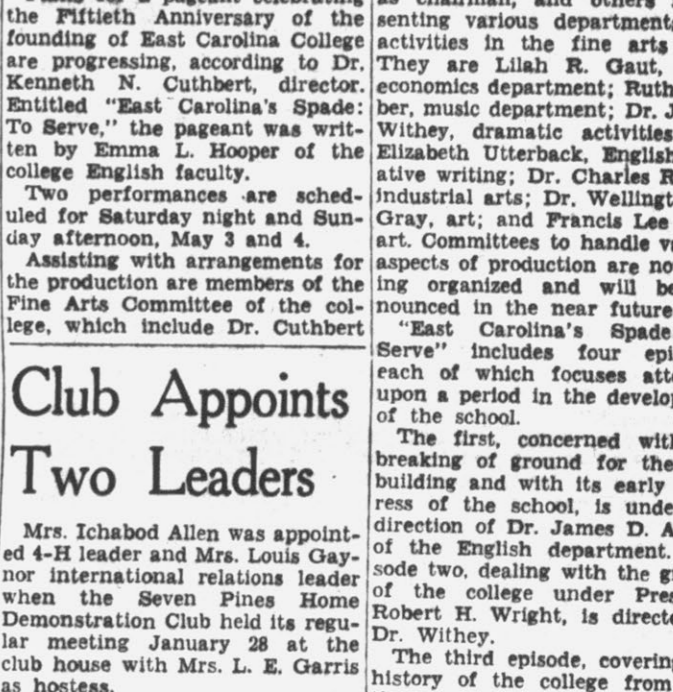 the Fiftieth Anniversary of the
founding of East Carolina College
are progressing, according to Dr.
Kenneth N. Cuthbert, director.
Entitled "East Carolina's Spade:
To Serve," the pageant was writ-
ten by Emma L. Hooper of the
college English faculty.
Two performances are sched-
uled for Saturday night and Sun-
day afternoon, May 3 and 4.
Assisting with arrangements for
the production are members of the
Fine Arts Committee of the col-
lege, which include Dr. Cuthbert
as chairman, and others
senting various department
activities in the fine arts
They are Lilah R. Gaut,
economics department; Ruth
ber, music department; Dr. J
Withey, dramatic activities
Elizabeth Utterback, English
ative writing; Dr. Charles R
industrial arts; Dr. Wellingt
Gray, art; and Francis Lee
art. Committees to handle v
aspects of production are no
ing organized and will be
nounced in the near future
"East Carolina's Spade
Serve" includes four epi
each of which focuses att
upon a period in the develo
of the school.
The first, concerned wit
breaking of ground for the
building and with its early
ress of the school, is unde
direction of Dr. James D. A
of the English department.
sode two, dealing with the g
of the college under Pres
Robert H. Wright, is direct
Dr. Withey.
The third episode, coverin
history of the college from
Club Appoints
Two Leaders
Mrs. Ichabod Allen was appoint-
ed 4-H leader and Mrs. Louis Gay-
nor international relations leader
when the Seven Pines Home
Demonstration Club held its regu-
lar meeting January 28 at the
club house with Mrs. L. E. Garris
as hostess.